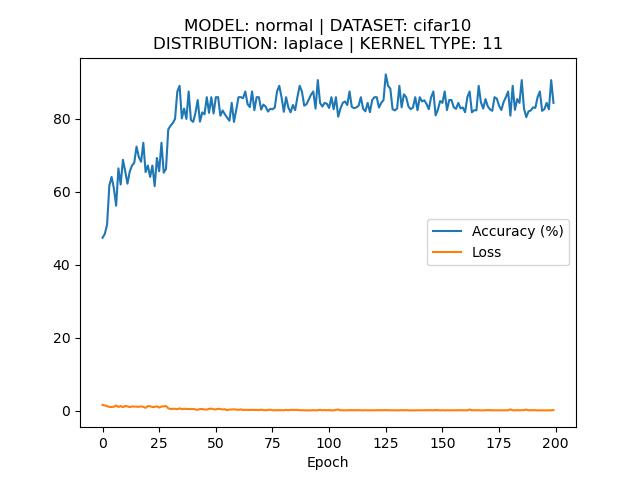 MODEL: normal | DATASET: cifar10
DISTRIBUTION: laplace | KERNEL TYPE: 11
80
60
40
20
0
Accuracy (%)
Loss
0 25 50 75 100 125 150 175 200
Epoch